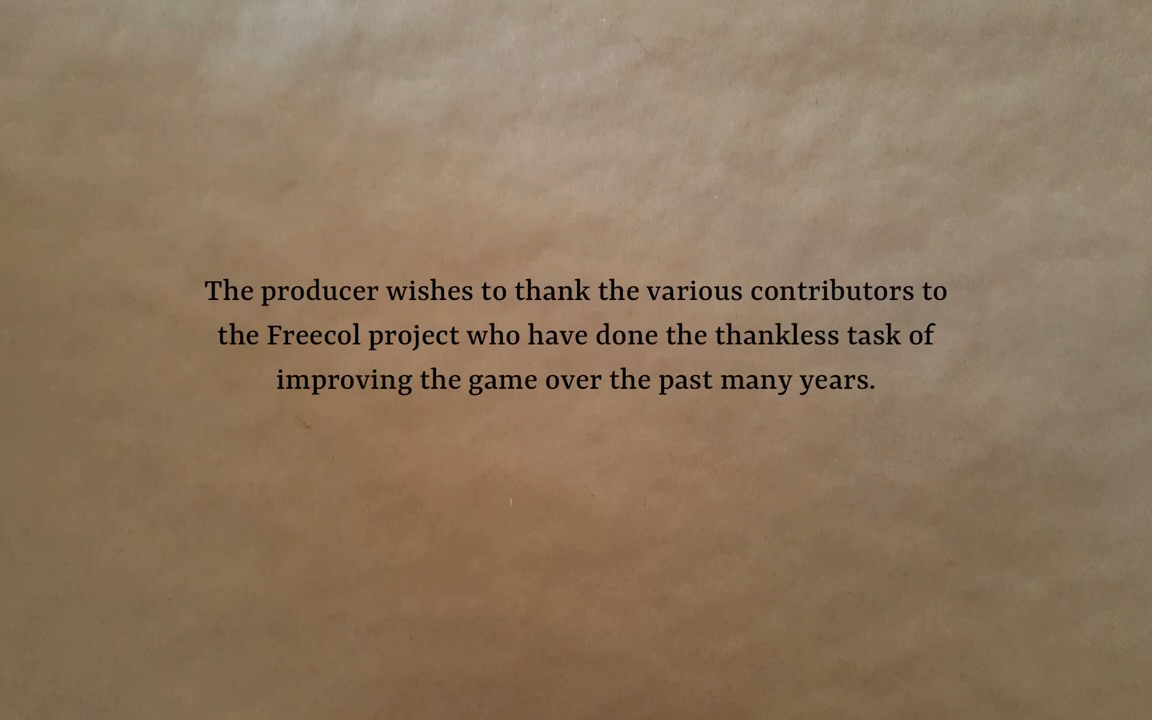 The producer wishes to thank the various contributors to
the Freecol project who have done the thankless task of
improving the game over the past many years.